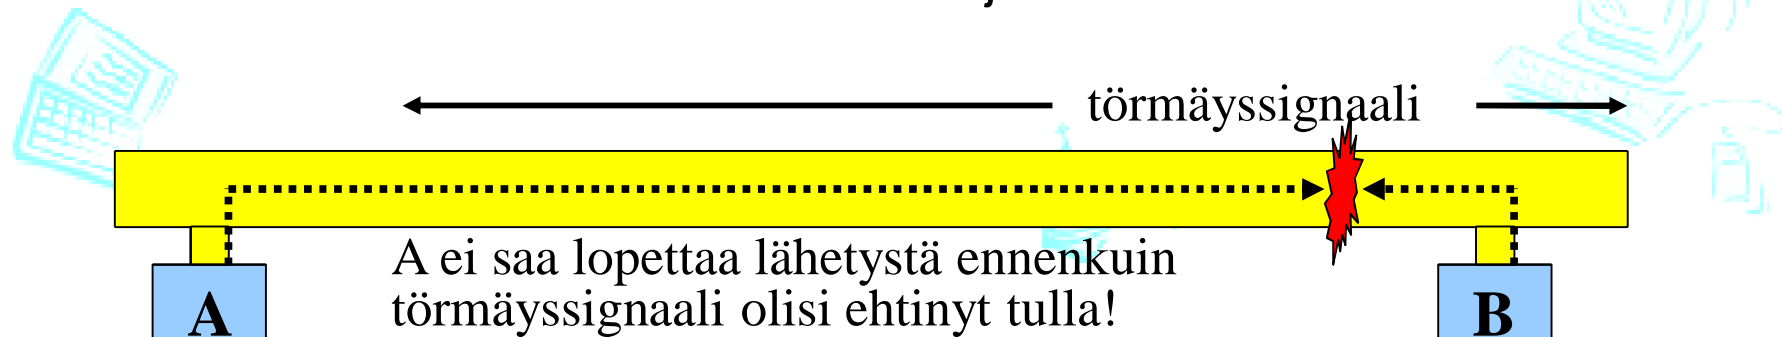 törmäyssignaali
A ei saa lopettaa lähetystä ennenkuin
törmäyssignaali olisi ehtinyt tulla!
A
B